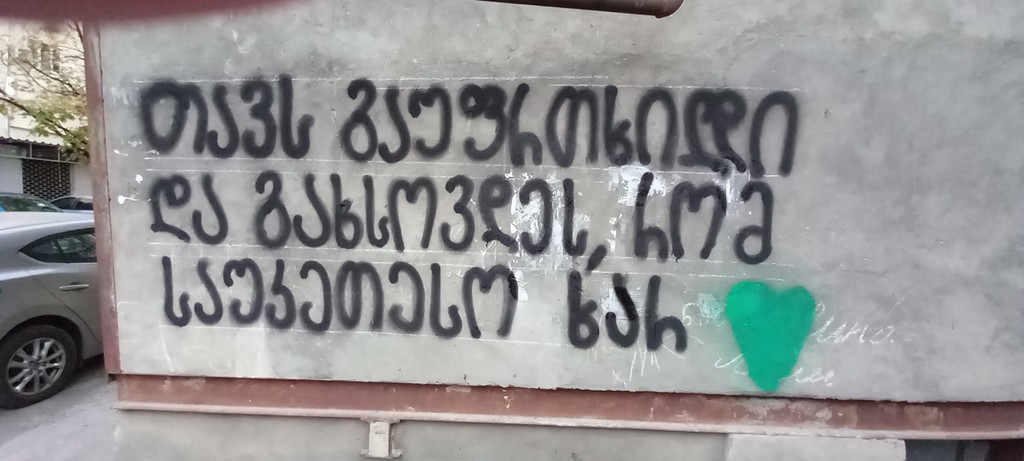 თავს გაუფრთხილდი
და გახსოვდეს, რომ
საუკეთესო ხარ